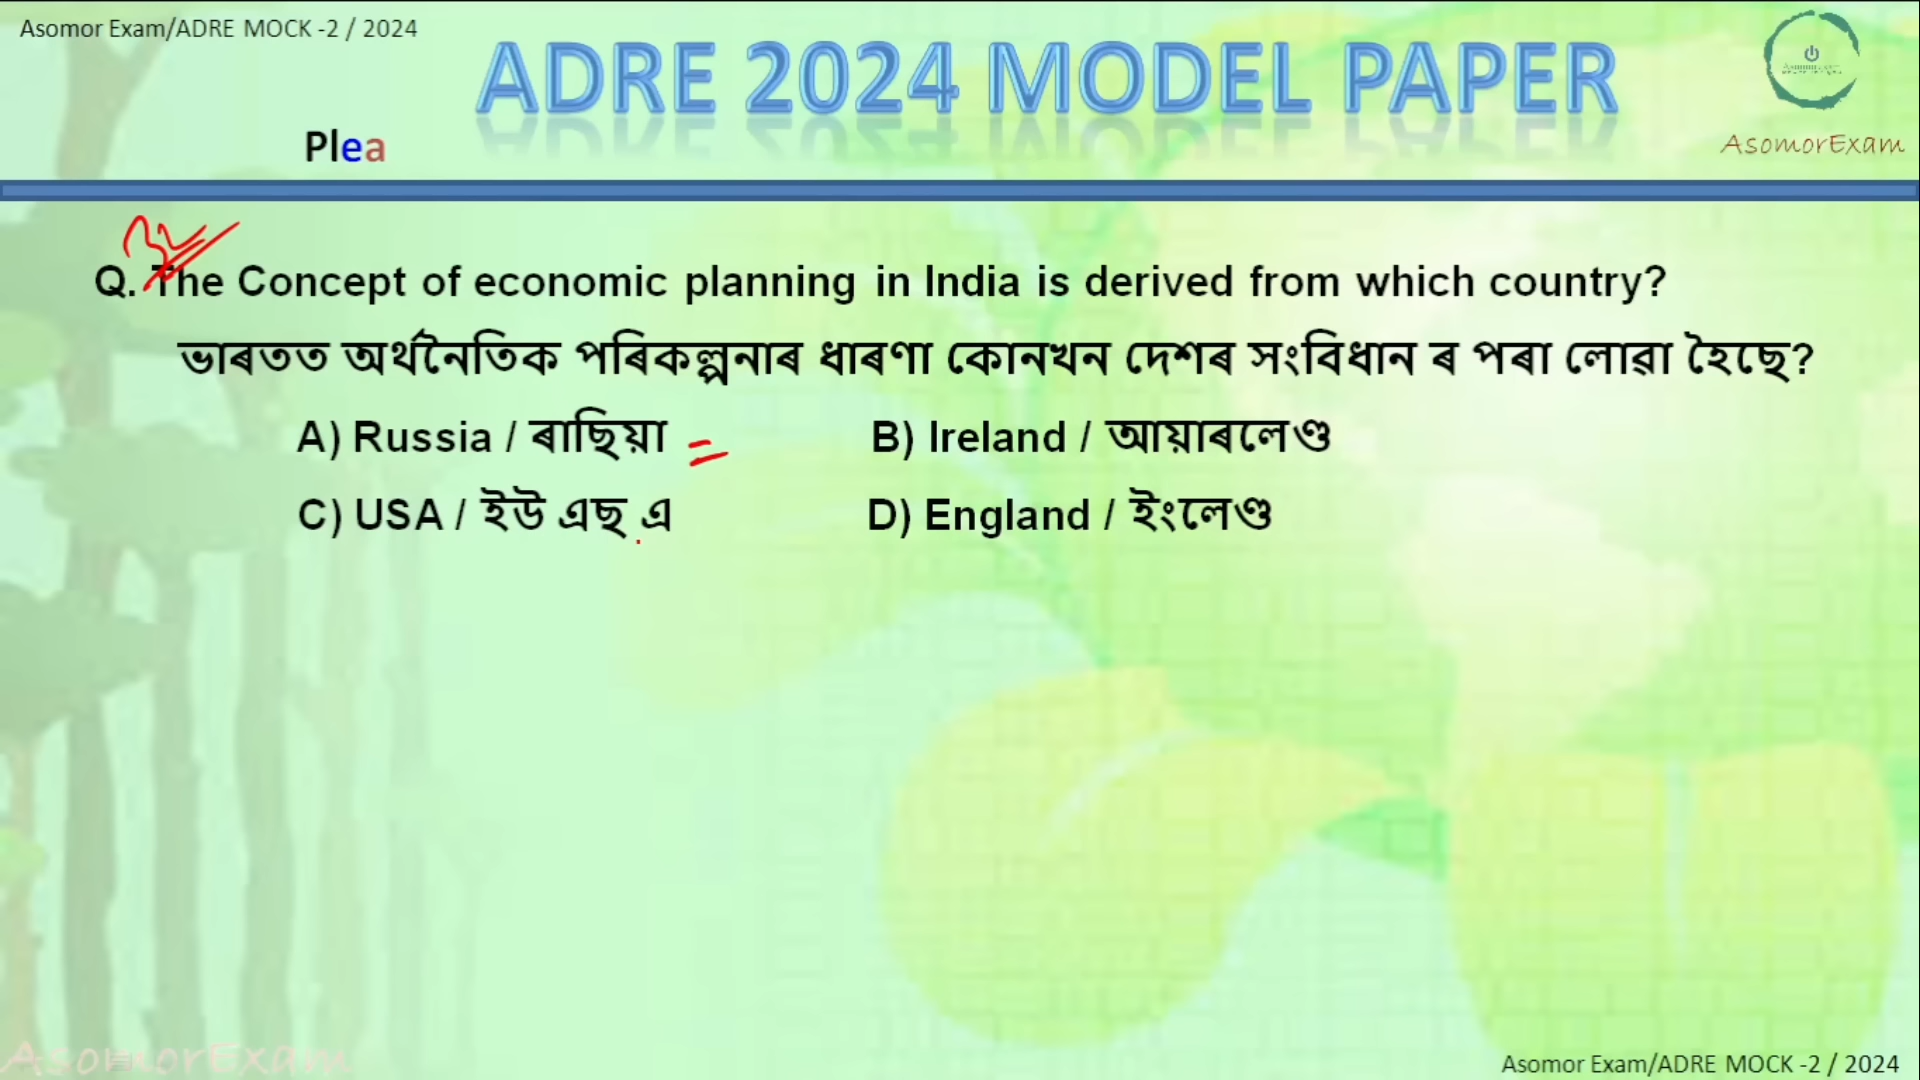 Asomor Exam/ADRE MOCK -2 / 2024
ADRE 2024 MODEL PAPER
Plea
AsomorExam
Q. The Concept of economic planning in India is derived from which country?
ভাৰতত অৰ্থনৈতিক পৰিকল্পনাৰ ধাৰণা কোনখন দেশৰ সংবিধান ৰ পৰা লোৱা হৈছে?
A) Russia / ৰাছিয়া B) Ireland / আয়াৰলেণ্ড
C) USA / ইউ এছ এ D) England / ইংলেণ্ড
AsomorExam
Asomor Exam/ADRE MOCK -2 / 2024